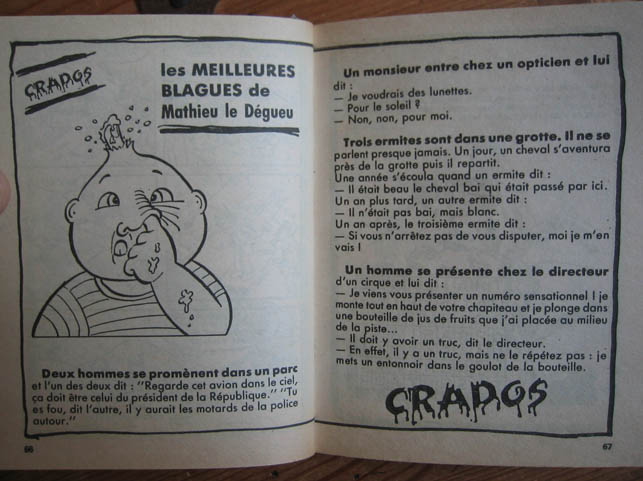 CRADOS
les MEILLEURES
BLAGUES de
Mathieu le Dégueu
Deux hommes se promènent dans un parc
et l'un des deux dit : "Regarde cet avion dans le ciel,
ça doit être celui du président de la République." "Tu
es fou, dit l'autre, il y aurait les motards de la police
autour."
66
Un monsieur entre chez un opticien et lui
dit :
— Je voudrais des lunettes.
— Pour le soleil ?
— Non, non, pour moi.
Trois ermites sont dans une grotte. Il ne se
parlent presque jamais. Un jour, un cheval s'aventura
près de la grotte puis il repartit.
Une année s'écoula quand un ermite dit :
— Il était beau le cheval bai qui était passé par ici.
Un an plus tard, un autre ermite dit :
— Il n'était pas bai, mais blanc.
Un an après, le troisième ermite dit :
— Si vous n'arrêtez pas de vous disputer, moi je m'en
vais !
Un homme se présente chez le directeur
d'un cirque et lui dit :
— Je viens vous présenter un numéro sensationnel ! je
monte tout en haut de votre chapiteau et je plonge dans
une bouteille de jus de fruits que j'ai placée au milieu
de la piste...
— Il doit y avoir un truc, dit le directeur.
— En effet, il y a un truc, mais ne le répétez pas : je
mets un entonnoir dans le goulot de la bouteille.
CRADOS
67